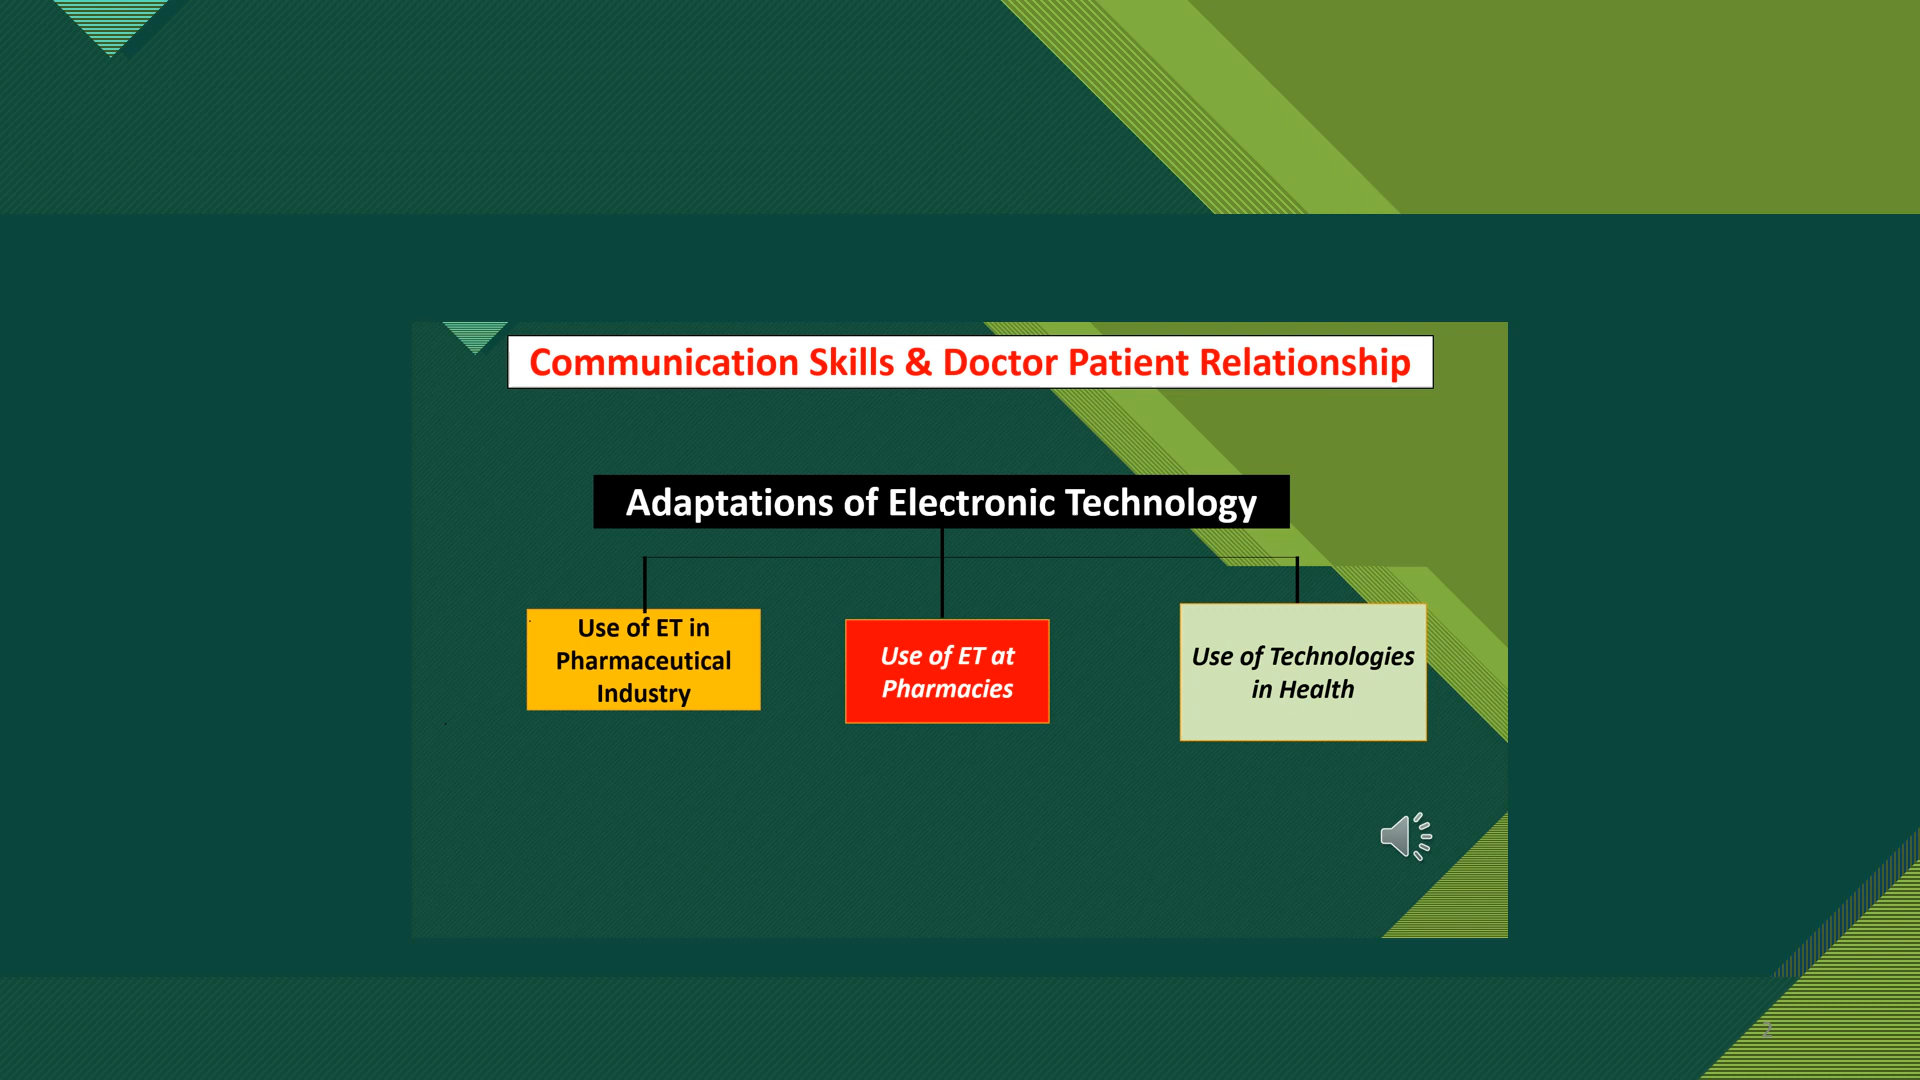 Communication Skills & Doctor Patient Relationship
Adaptations of Electronic Technology
Use of ET in
Pharmaceutical
Industry
Use of ET at
Pharmacies
Use of Technologies
in Health
2